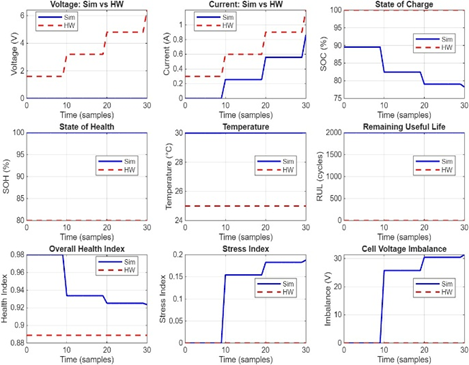 Voltage: Sim vs HW
Voltage (V)
6
4
2
0
0 10 20 30
Time (samples)
Sim
HW
Current: Sim vs HW
Current (A)
1
0.8
0.6
0.4
0.2
0
0 10 20 30
Time (samples)
Sim
HW
State of Charge
SOC (%)
100
95
90
85
80
75
0 10 20 30
Time (samples)
Sim
HW
State of Health
SOH (%)
100
95
90
85
80
0 10 20 30
Time (samples)
Sim
HW
Temperature
Temperature (°C)
30
28
26
24
0 10 20 30
Time (samples)
Sim
HW
Remaining Useful Life
RUL (cycles)
2000
1500
1000
500
0
0 10 20 30
Time (samples)
Sim
HW
Overall Health Index
Health Index
0.98
0.96
0.94
0.92
0.9
0.88
0 10 20 30
Time (samples)
Sim
HW
Stress Index
Stress Index
0.2
0.15
0.1
0.05
0
0 10 20 30
Time (samples)
Sim
HW
Cell Voltage Imbalance
Imbalance (V)
30
20
10
0
0 10 20 30
Time (samples)
Sim
HW